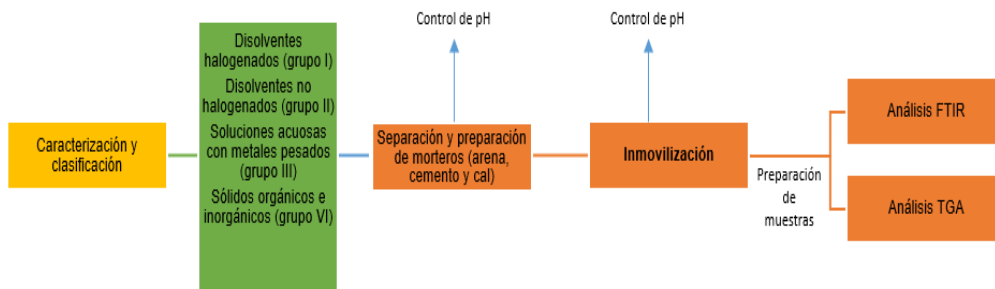 Caracterización y
clasificación
Disolventes
halogenados (grupo I)
Disolventes no
halogenados (grupo II)
Soluciones acuosas
con metales pesados
(grupo III)
Sólidos orgánicos e
inorgánicos (grupo VI)
Control de pH
Separación y preparación
de morteros (arena,
cemento y cal)
Control de pH
Inmovilización
Preparación
de
muestras
Análisis FTIR
Análisis TGA